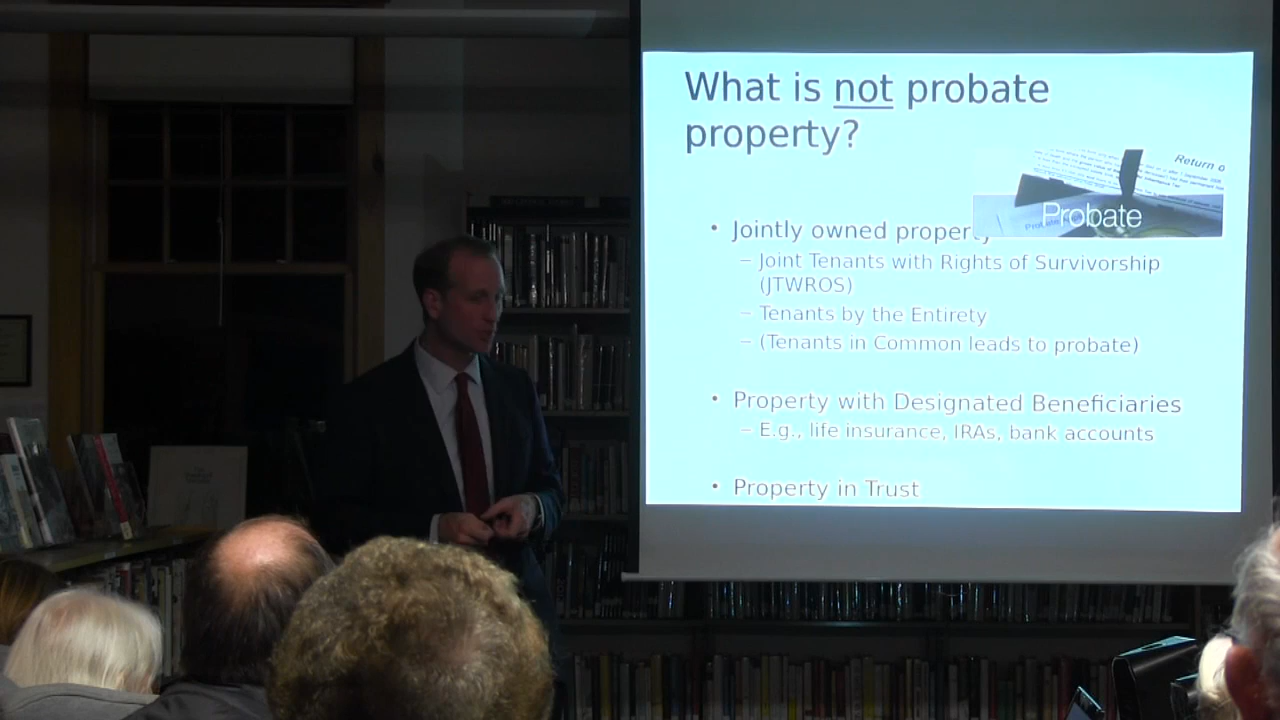 What is not probate
property?
Return o
Probate
• Jointly owned property
– Joint Tenants with Rights of Survivorship
(JTWROS)
– Tenants by the Entirety
– (Tenants in Common leads to probate)
• Property with Designated Beneficiaries
– E.g., life insurance, IRAs, bank accounts
• Property in Trust